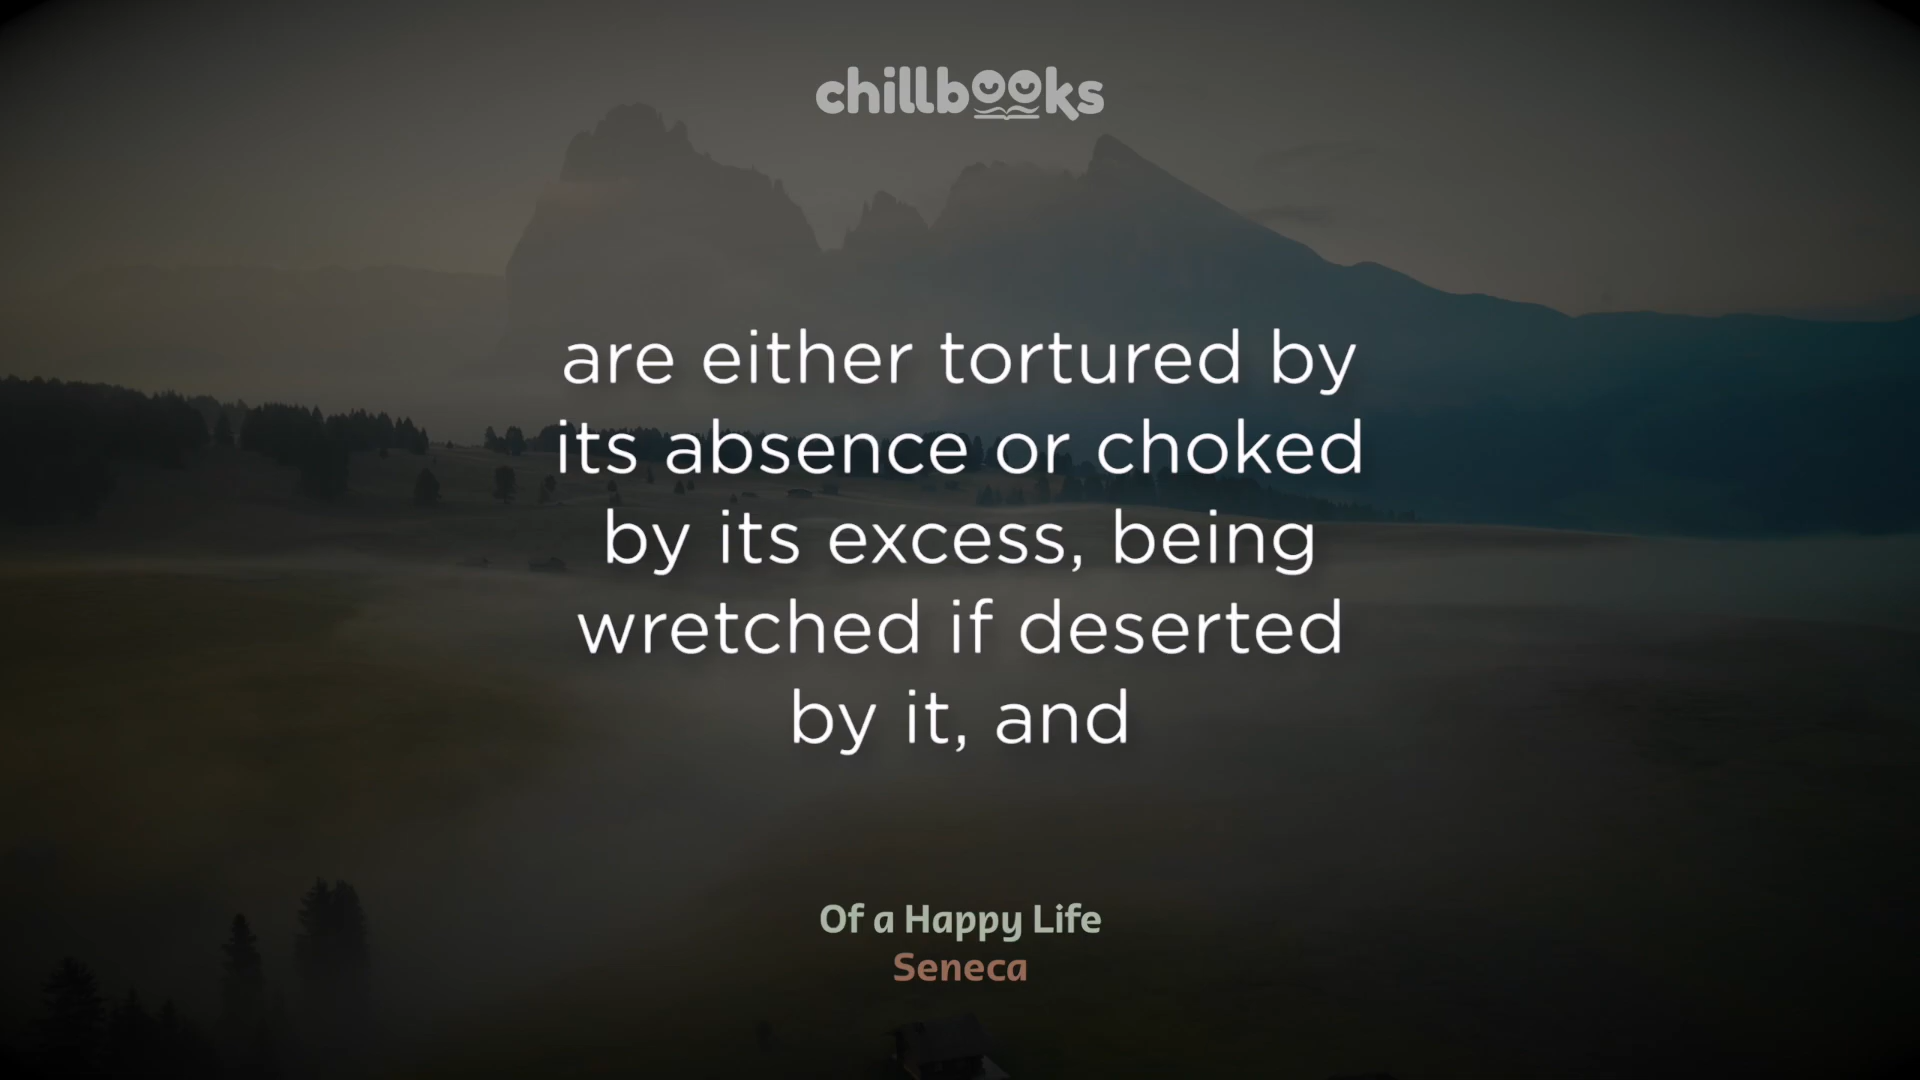 chillbooks
are either tortured by
its absence or choked
by its excess, being
wretched if deserted
by it, and
Of a Happy Life
Seneca